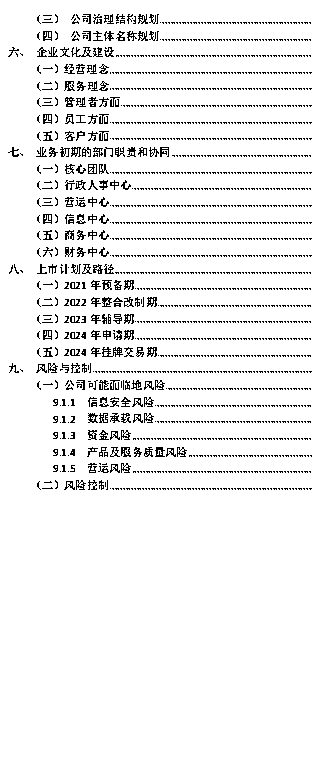 （三） 公司治理结构规划
（四） 公司主体名称规划
六、 企业文化及建设
（一）经营理念
（二）服务理念
（三）管理者方面
（四）员工方面
（五）客户方面
七、 业务初期的部门职责和协同
（一）核心团队
（二）行政人事中心
（三）营运中心
（四）信息中心
（五）商务中心
（六）财务中心
八、 上市计划及路径
（一）2021 年预备期
（二）2022 年整合改制期
（三）2023 年辅导期
（四）2024 年申请期
（五）2024 年挂牌交易期
九、 风险与控制
（一）公司可能面临地风险
9.1.1 信息安全风险
9.1.2 数据承载风险
9.1.3 资金风险
9.1.4 产品及服务质量风险
9.1.5 营运风险
（二）风险控制